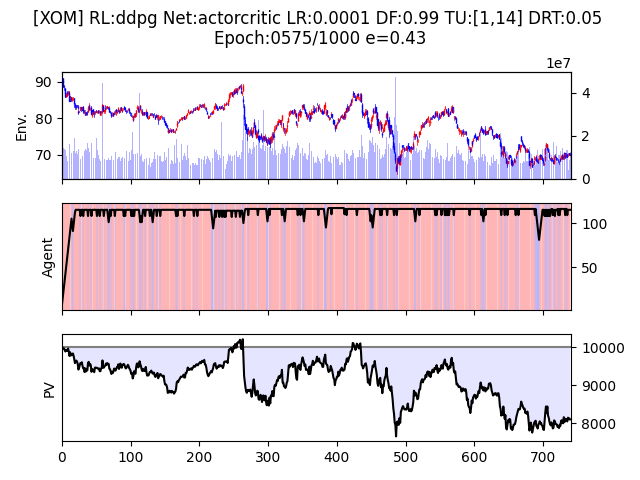 [XOM] RL:ddpg Net:actorcritic LR:0.0001 DF:0.99 TU:[1,14] DRT:0.05
Epoch:0575/1000 e=0.43
1e7
Env.
90
80
70
4
2
0
Agent
100
50
PV
10000
9000
8000
0 100 200 300 400 500 600 700